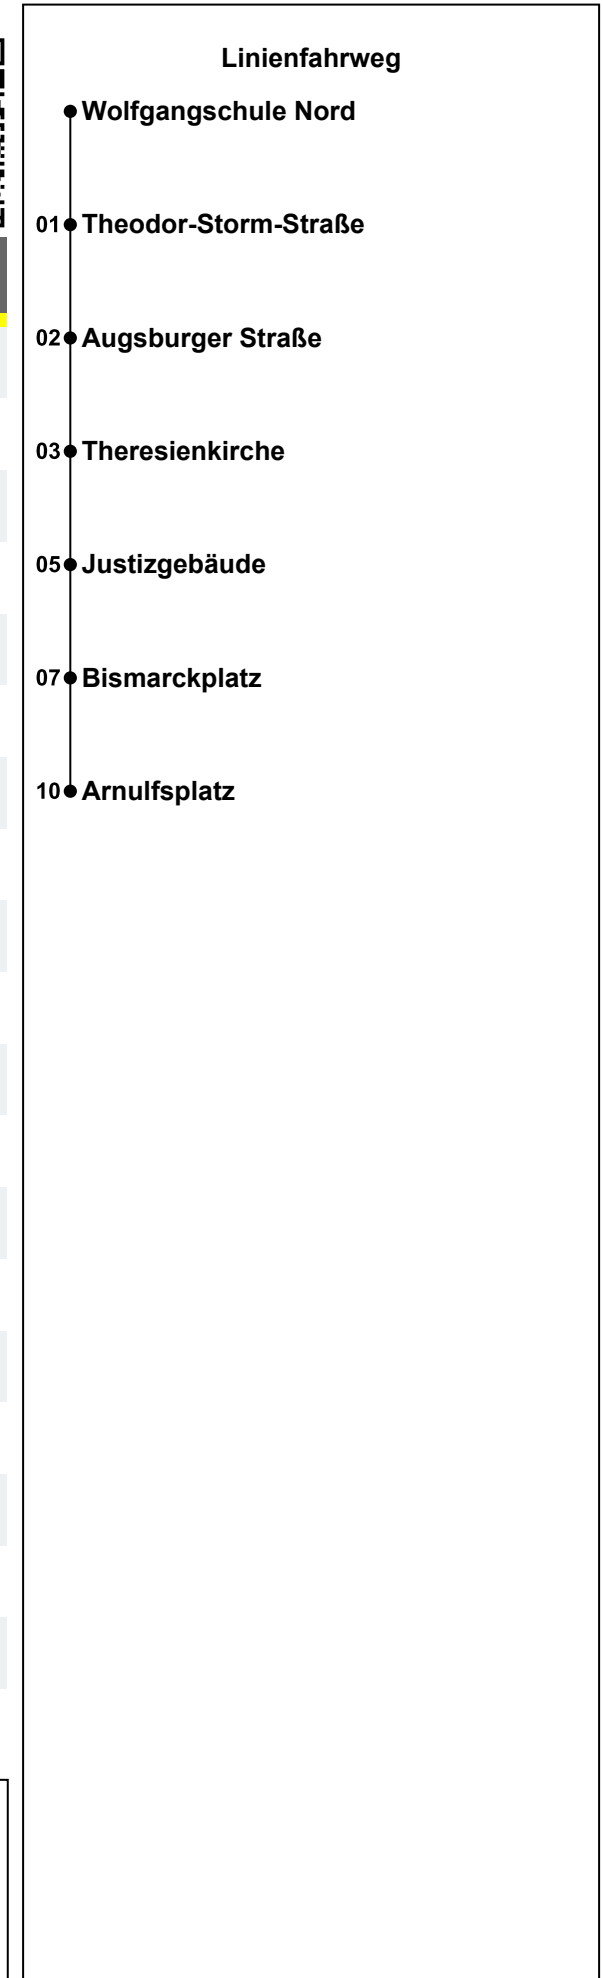 Linienfahrweg
Wolfgangschule Nord
01 Theodor-Storm-Straße
02 Augsburger Straße
03 Theresienkirche
05 Justizgebäude
07 Bismarckplatz
10 Arnulfsplatz